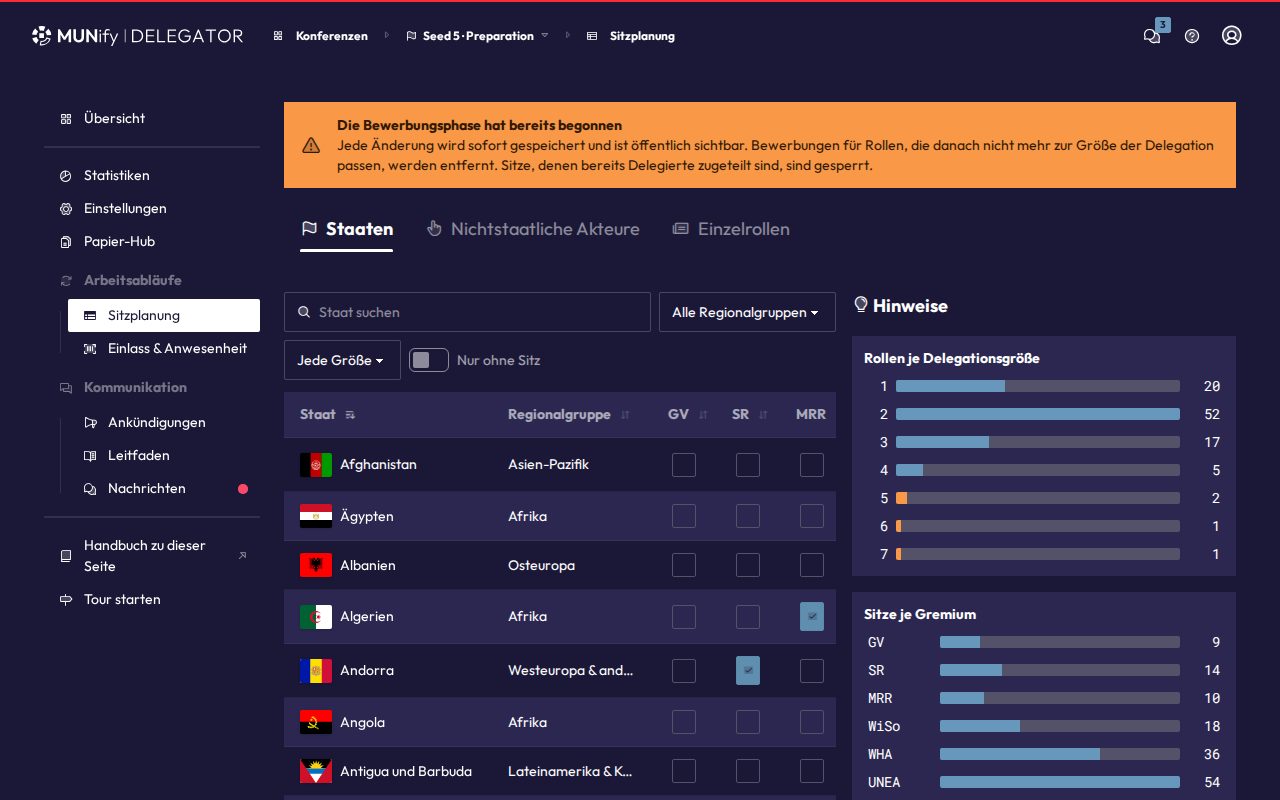 MUNify | DELEGATOR
Konferenzen
Seed 5 · Preparation
Sitzplanung
3
Übersicht
Statistiken
Einstellungen
Papier-Hub
Arbeitsabläufe
Sitzplanung
Einlass & Anwesenheit
Kommunikation
Ankündigungen
Leitfaden
Nachrichten
Handbuch zu dieser
Seite
Tour starten
Die Bewerbungsphase hat bereits begonnen
Jede Änderung wird sofort gespeichert und ist öffentlich sichtbar. Bewerbungen für Rollen, die danach nicht mehr zur Größe der Delegation
passen, werden entfernt. Sitze, denen bereits Delegierte zugeteilt sind, sind gesperrt.
Staaten
Nichtstaatliche Akteure
Einzelrollen
Staat suchen
Alle Regionalgruppen
Jede Größe
Nur ohne Sitz
Staat Regionalgruppe GV SR MRR
Afghanistan Asien-Pazifik
Ägypten Afrika
Albanien Osteuropa
Algerien Afrika
Andorra Westeuropa & and...
Angola Afrika
Antigua und Barbuda Lateinamerika & K...
Hinweise
Rollen je Delegationsgröße
1 20
2 52
3 17
4 5
5 2
6 1
7 1
Sitze je Gremium
GV 9
SR 14
MRR 10
WiSo 18
WHA 36
UNEA 54